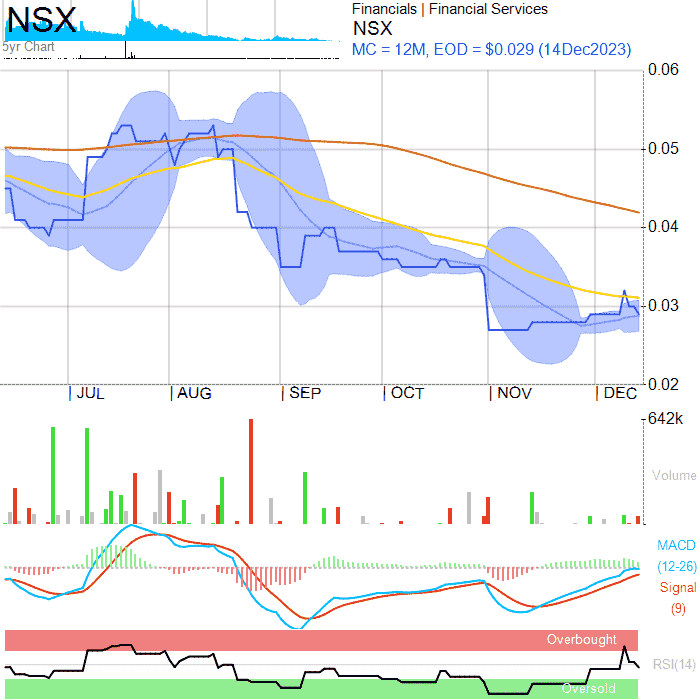 NSX
5yr Chart
Financials | Financial Services
NSX
MC = 12M, EOD = $0.029 (14Dec2023)
0.06
0.05
0.04
0.03
0.02
JUL AUG SEP OCT NOV DEC
642k
Volume
MACD
(12-26)
Signal
(9)
Overbought
RSI(14)
Oversold